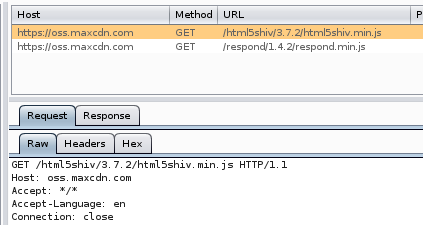 Host Method URL P
https://oss.maxcdn.com GET /html5shiv/3.7.2/html5shiv.min.js
https://oss.maxcdn.com GET /respond/1.4.2/respond.min.js
Request Response
Raw Headers Hex
GET /html5shiv/3.7.2/html5shiv.min.js HTTP/1.1
Host: oss.maxcdn.com
Accept: */*
Accept-Language: en
Connection: close